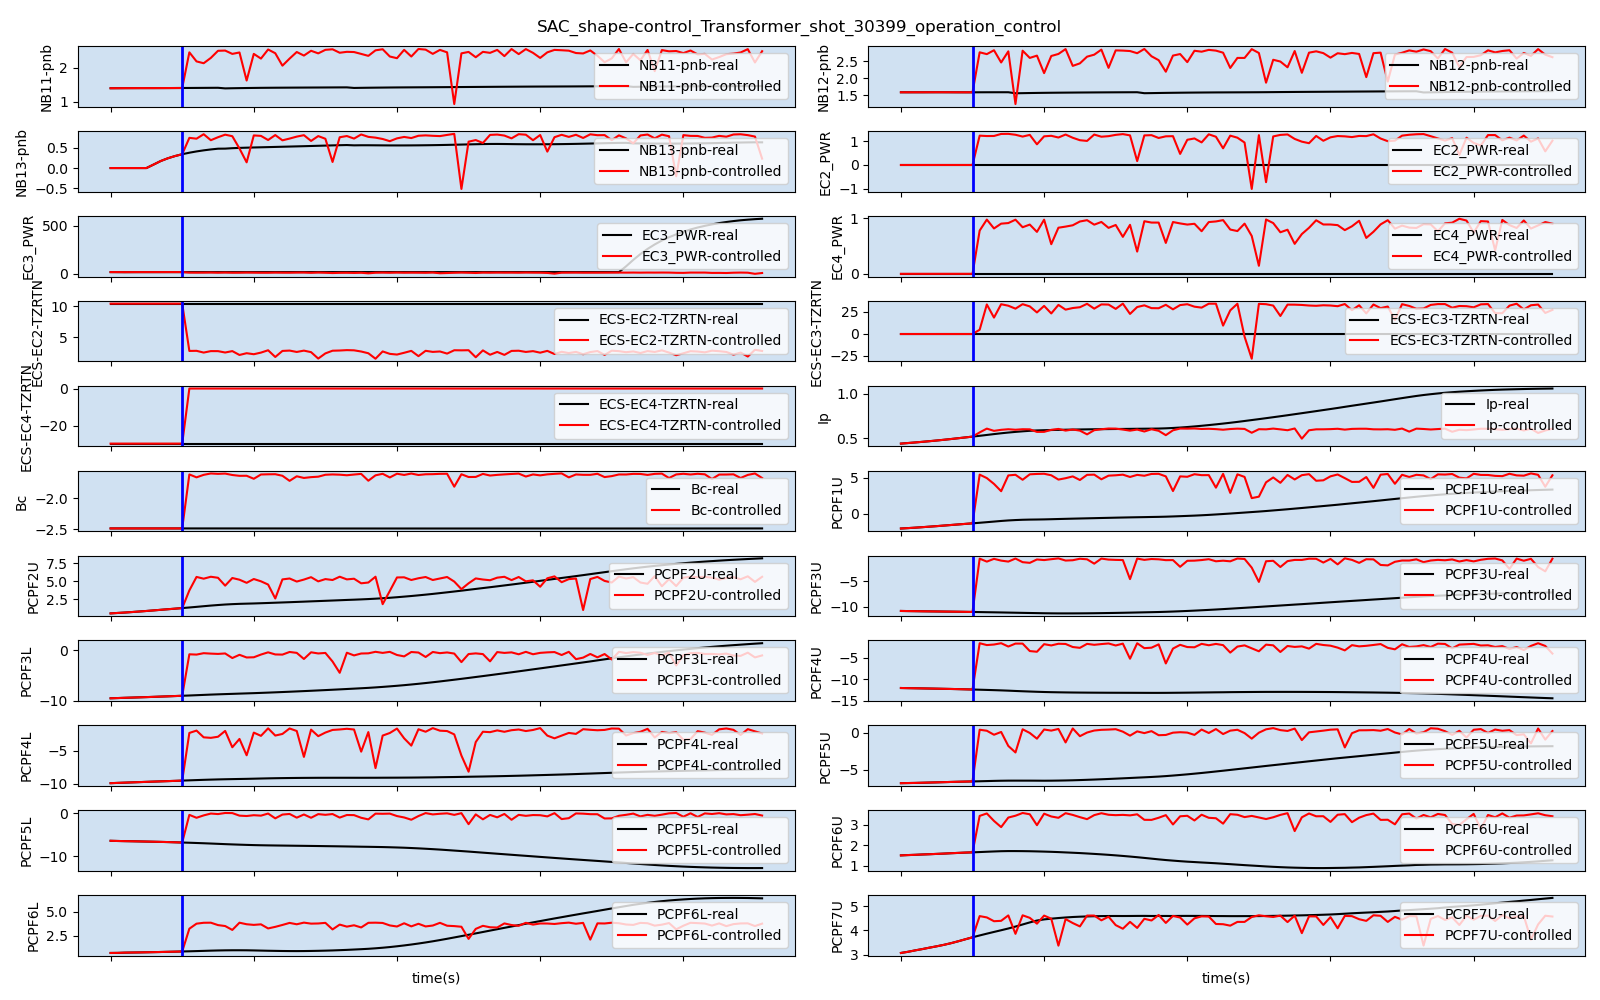 SAC_shape-control_Transformer_shot_30399_operation_control
NB11-pnb
2
1
NB11-pnb-real
NB11-pnb-controlled
NB12-pnb
2.5
2.0
1.5
NB12-pnb-real
NB12-pnb-controlled
NB13-pnb
0.5
0.0
−0.5
NB13-pnb-real
NB13-pnb-controlled
EC2_PWR
1
0
−1
EC2_PWR-real
EC2_PWR-controlled
EC3_PWR
500
0
EC3_PWR-real
EC3_PWR-controlled
EC4_PWR
1
0
EC4_PWR-real
EC4_PWR-controlled
ECS-EC2-TZRTN
10
5
ECS-EC2-TZRTN-real
ECS-EC2-TZRTN-controlled
ECS-EC3-TZRTN
25
0
−25
ECS-EC3-TZRTN-real
ECS-EC3-TZRTN-controlled
ECS-EC4-TZRTN
0
−20
ECS-EC4-TZRTN-real
ECS-EC4-TZRTN-controlled
Ip
1.0
0.5
Ip-real
Ip-controlled
Bc
−2.0
−2.5
Bc-real
Bc-controlled
PCPF1U
5
0
PCPF1U-real
PCPF1U-controlled
PCPF2U
7.5
5.0
2.5
PCPF2U-real
PCPF2U-controlled
PCPF3U
−5
−10
PCPF3U-real
PCPF3U-controlled
PCPF3L
0
−10
PCPF3L-real
PCPF3L-controlled
PCPF4U
−5
−10
−15
PCPF4U-real
PCPF4U-controlled
PCPF4L
−5
−10
PCPF4L-real
PCPF4L-controlled
PCPF5U
0
−5
PCPF5U-real
PCPF5U-controlled
PCPF5L
0
−10
PCPF5L-real
PCPF5L-controlled
PCPF6U
3
2
1
PCPF6U-real
PCPF6U-controlled
PCPF6L
5.0
2.5
PCPF6L-real
PCPF6L-controlled
time(s)
PCPF7U
5
4
3
PCPF7U-real
PCPF7U-controlled
time(s)